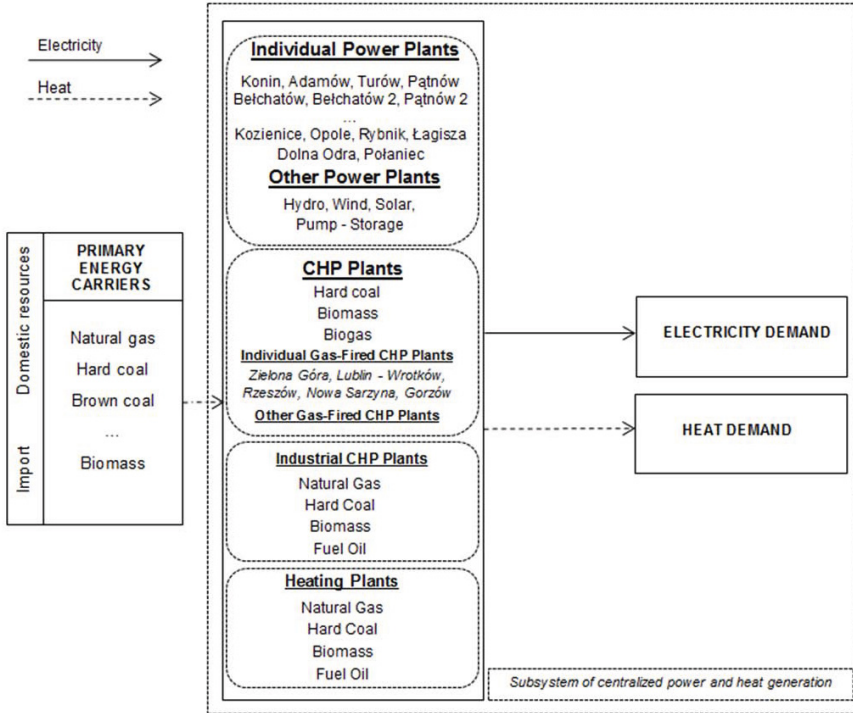 Electricity
Heat
Domestic resources
Import
PRIMARY
ENERGY
CARRIERS
Natural gas
Hard coal
Brown coal
...
Biomass
Individual Power Plants
Konin, Adamów, Turów, Pątnów
Bełchatów, Bełchatów 2, Pątnów 2
...
Kozienice, Opole, Rybnik, Łagisza
Dolna Odra, Połaniec
Other Power Plants
Hydro, Wind, Solar,
Pump - Storage
CHP Plants
Hard coal
Biomass
Biogas
Individual Gas-Fired CHP Plants
Zielona Góra, Lublin - Wrotków,
Rzeszów, Nowa Sarzyna, Gorzów
Other Gas-Fired CHP Plants
Industrial CHP Plants
Natural Gas
Hard Coal
Biomass
Fuel Oil
Heating Plants
Natural Gas
Hard Coal
Biomass
Fuel Oil
ELECTRICITY DEMAND
HEAT DEMAND
Subsystem of centralized power and heat generation